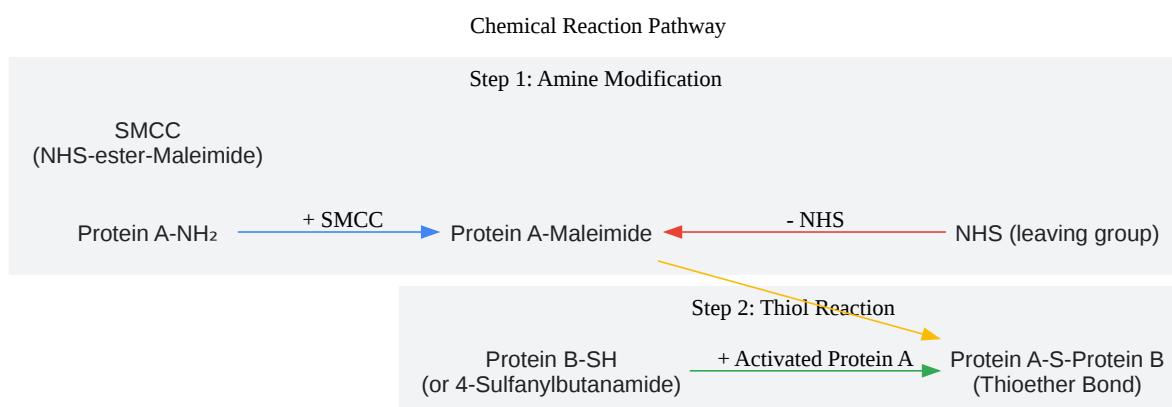 Chemical Reaction Pathway
Step 1: Amine Modification
SMCC
(NHS-ester-Maleimide)
Protein A-NH₂
+ SMCC
Protein A-Maleimide
- NHS
NHS (leaving group)
Step 2: Thiol Reaction
Protein B-SH
(or 4-Sulfanylbutanamide)
+ Activated Protein A
Protein A-S-Protein B
(Thioether Bond)